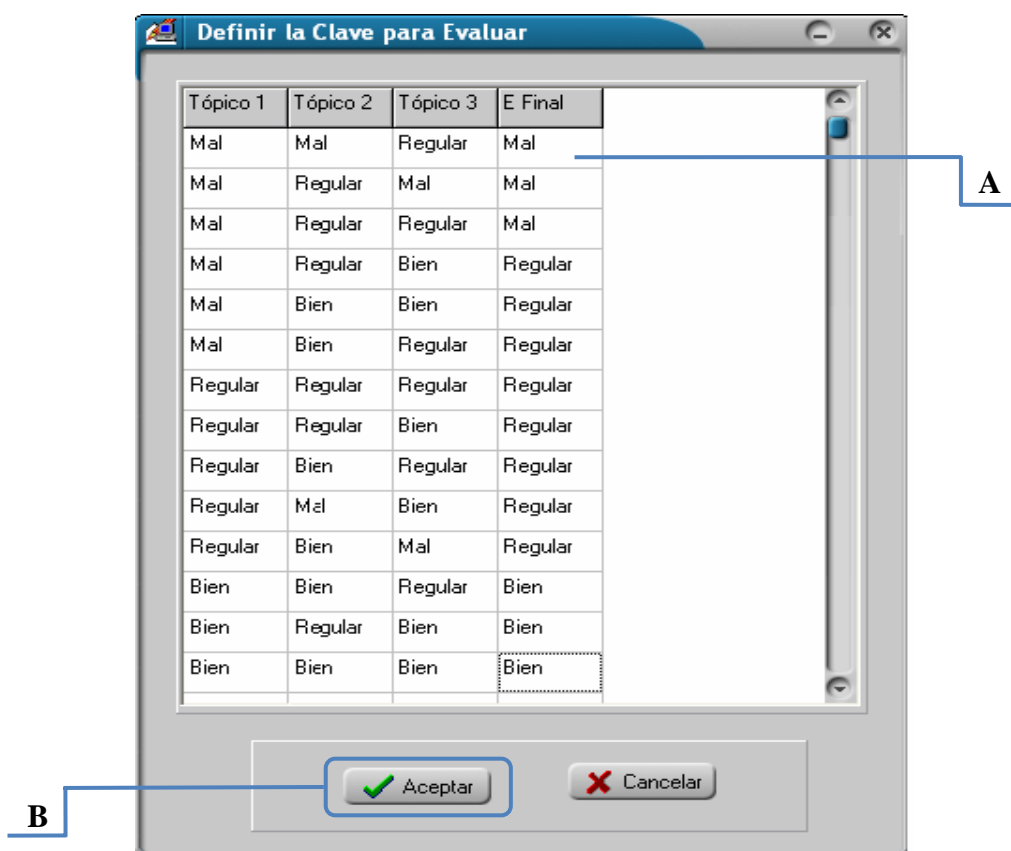 Definir la Clave para Evaluar
Tópico 1 Tópico 2 Tópico 3 E Final
Mal Mal Regular Mal
A
Mal Regular Mal Mal
Mal Regular Regular Mal
Mal Regular Bien Regular
Mal Bien Bien Regular
Mal Bien Regular Regular
Regular Regular Regular Regular
Regular Regular Bien Regular
Regular Bien Regular Regular
Regular Mal Bien Regular
Regular Bien Mal Regular
Bien Bien Regular Bien
Bien Regular Bien Bien
Bien Bien Bien Bien
Aceptar Cancelar
B